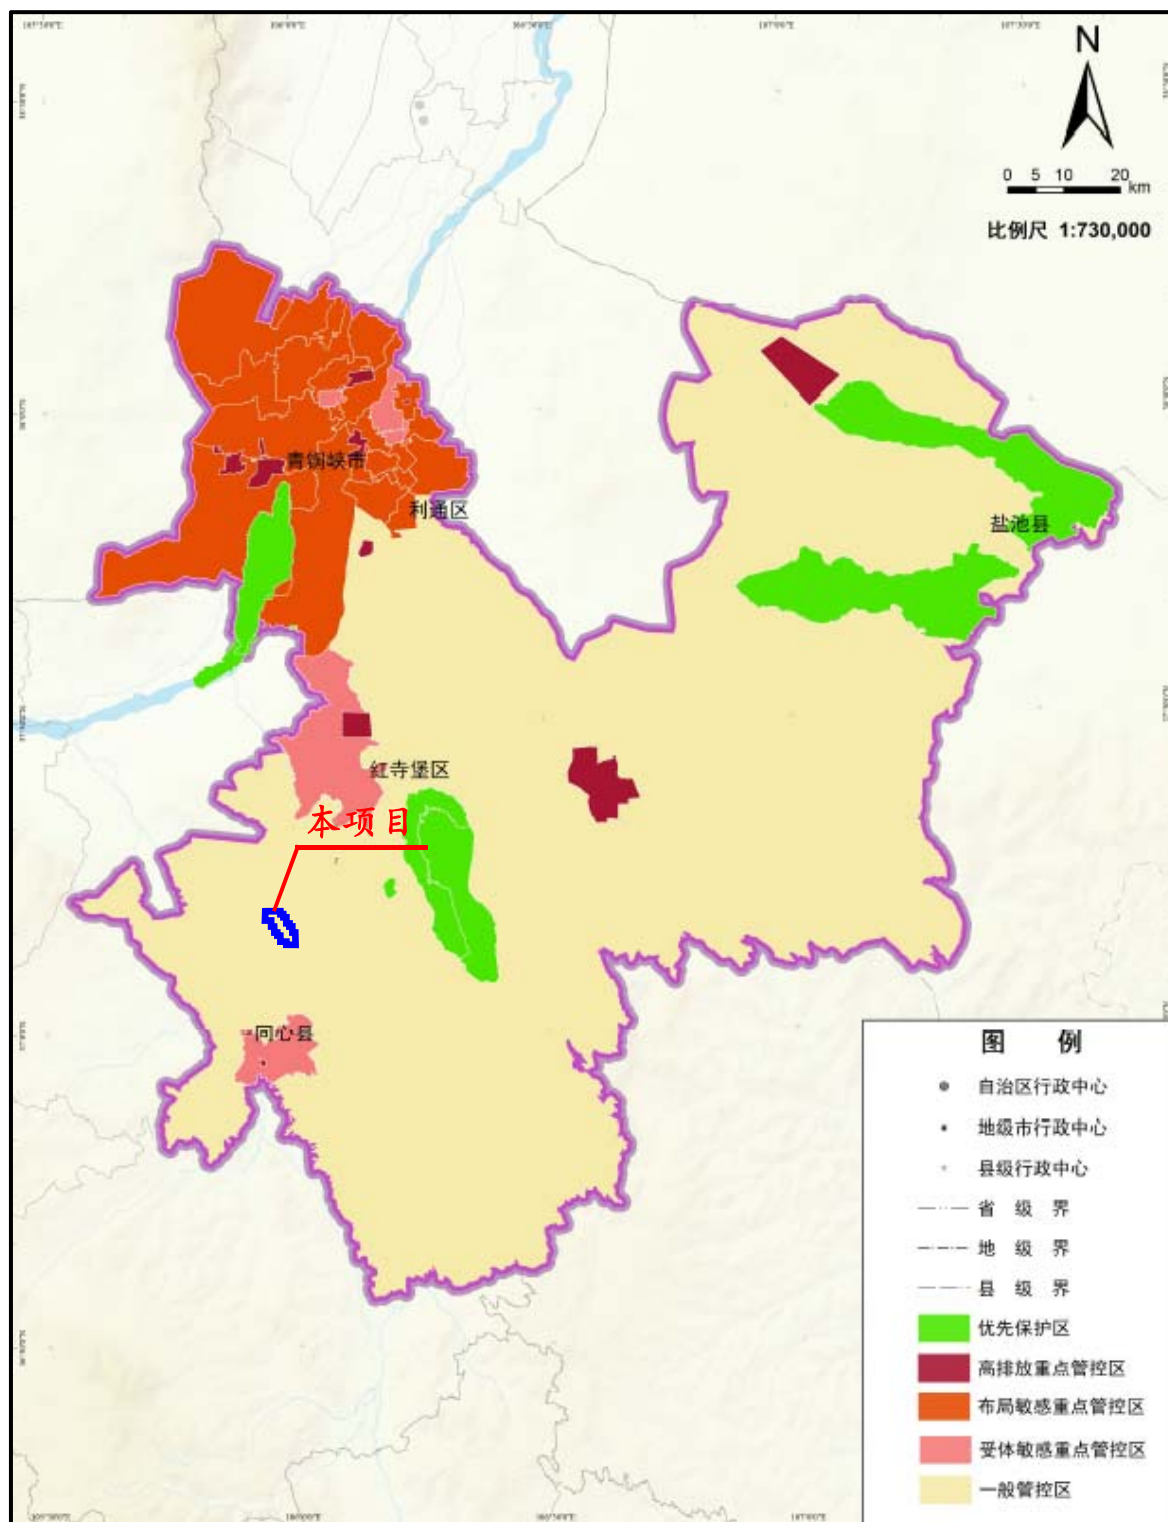 107°0'0"E
N
0 5 10 20 km
比例尺 1:730,000
青铜峡市
利通区
盐池县
红寺堡区
本项目
同心县
图 例
自治区行政中心
地级市行政中心
县级行政中心
省 级 界
地 级 界
县 级 界
优先保护区
高排放重点管控区
布局敏感重点管控区
受体敏感重点管控区
一般管控区